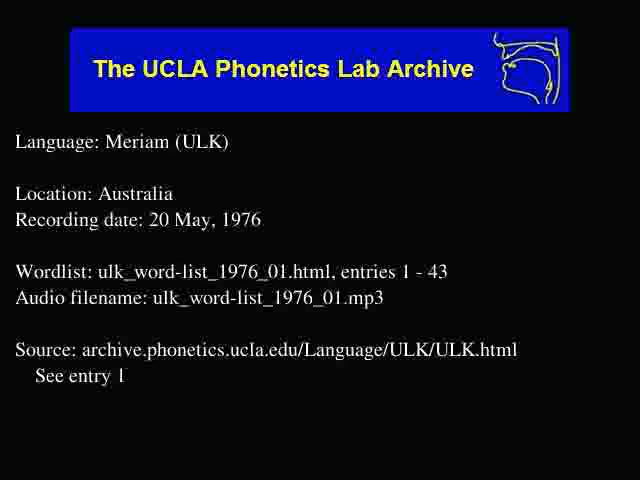 The UCLA Phonetics Lab Archive
Language: Meriam (ULK)
Location: Australia
Recording date: 20 May, 1976
Wordlist: ulk_word-list_1976_01.html, entries 1 - 43
Audio filename: ulk_word-list_1976_01.mp3
Source: archive.phonetics.ucla.edu/Language/ULK/ULK.html
See entry 1